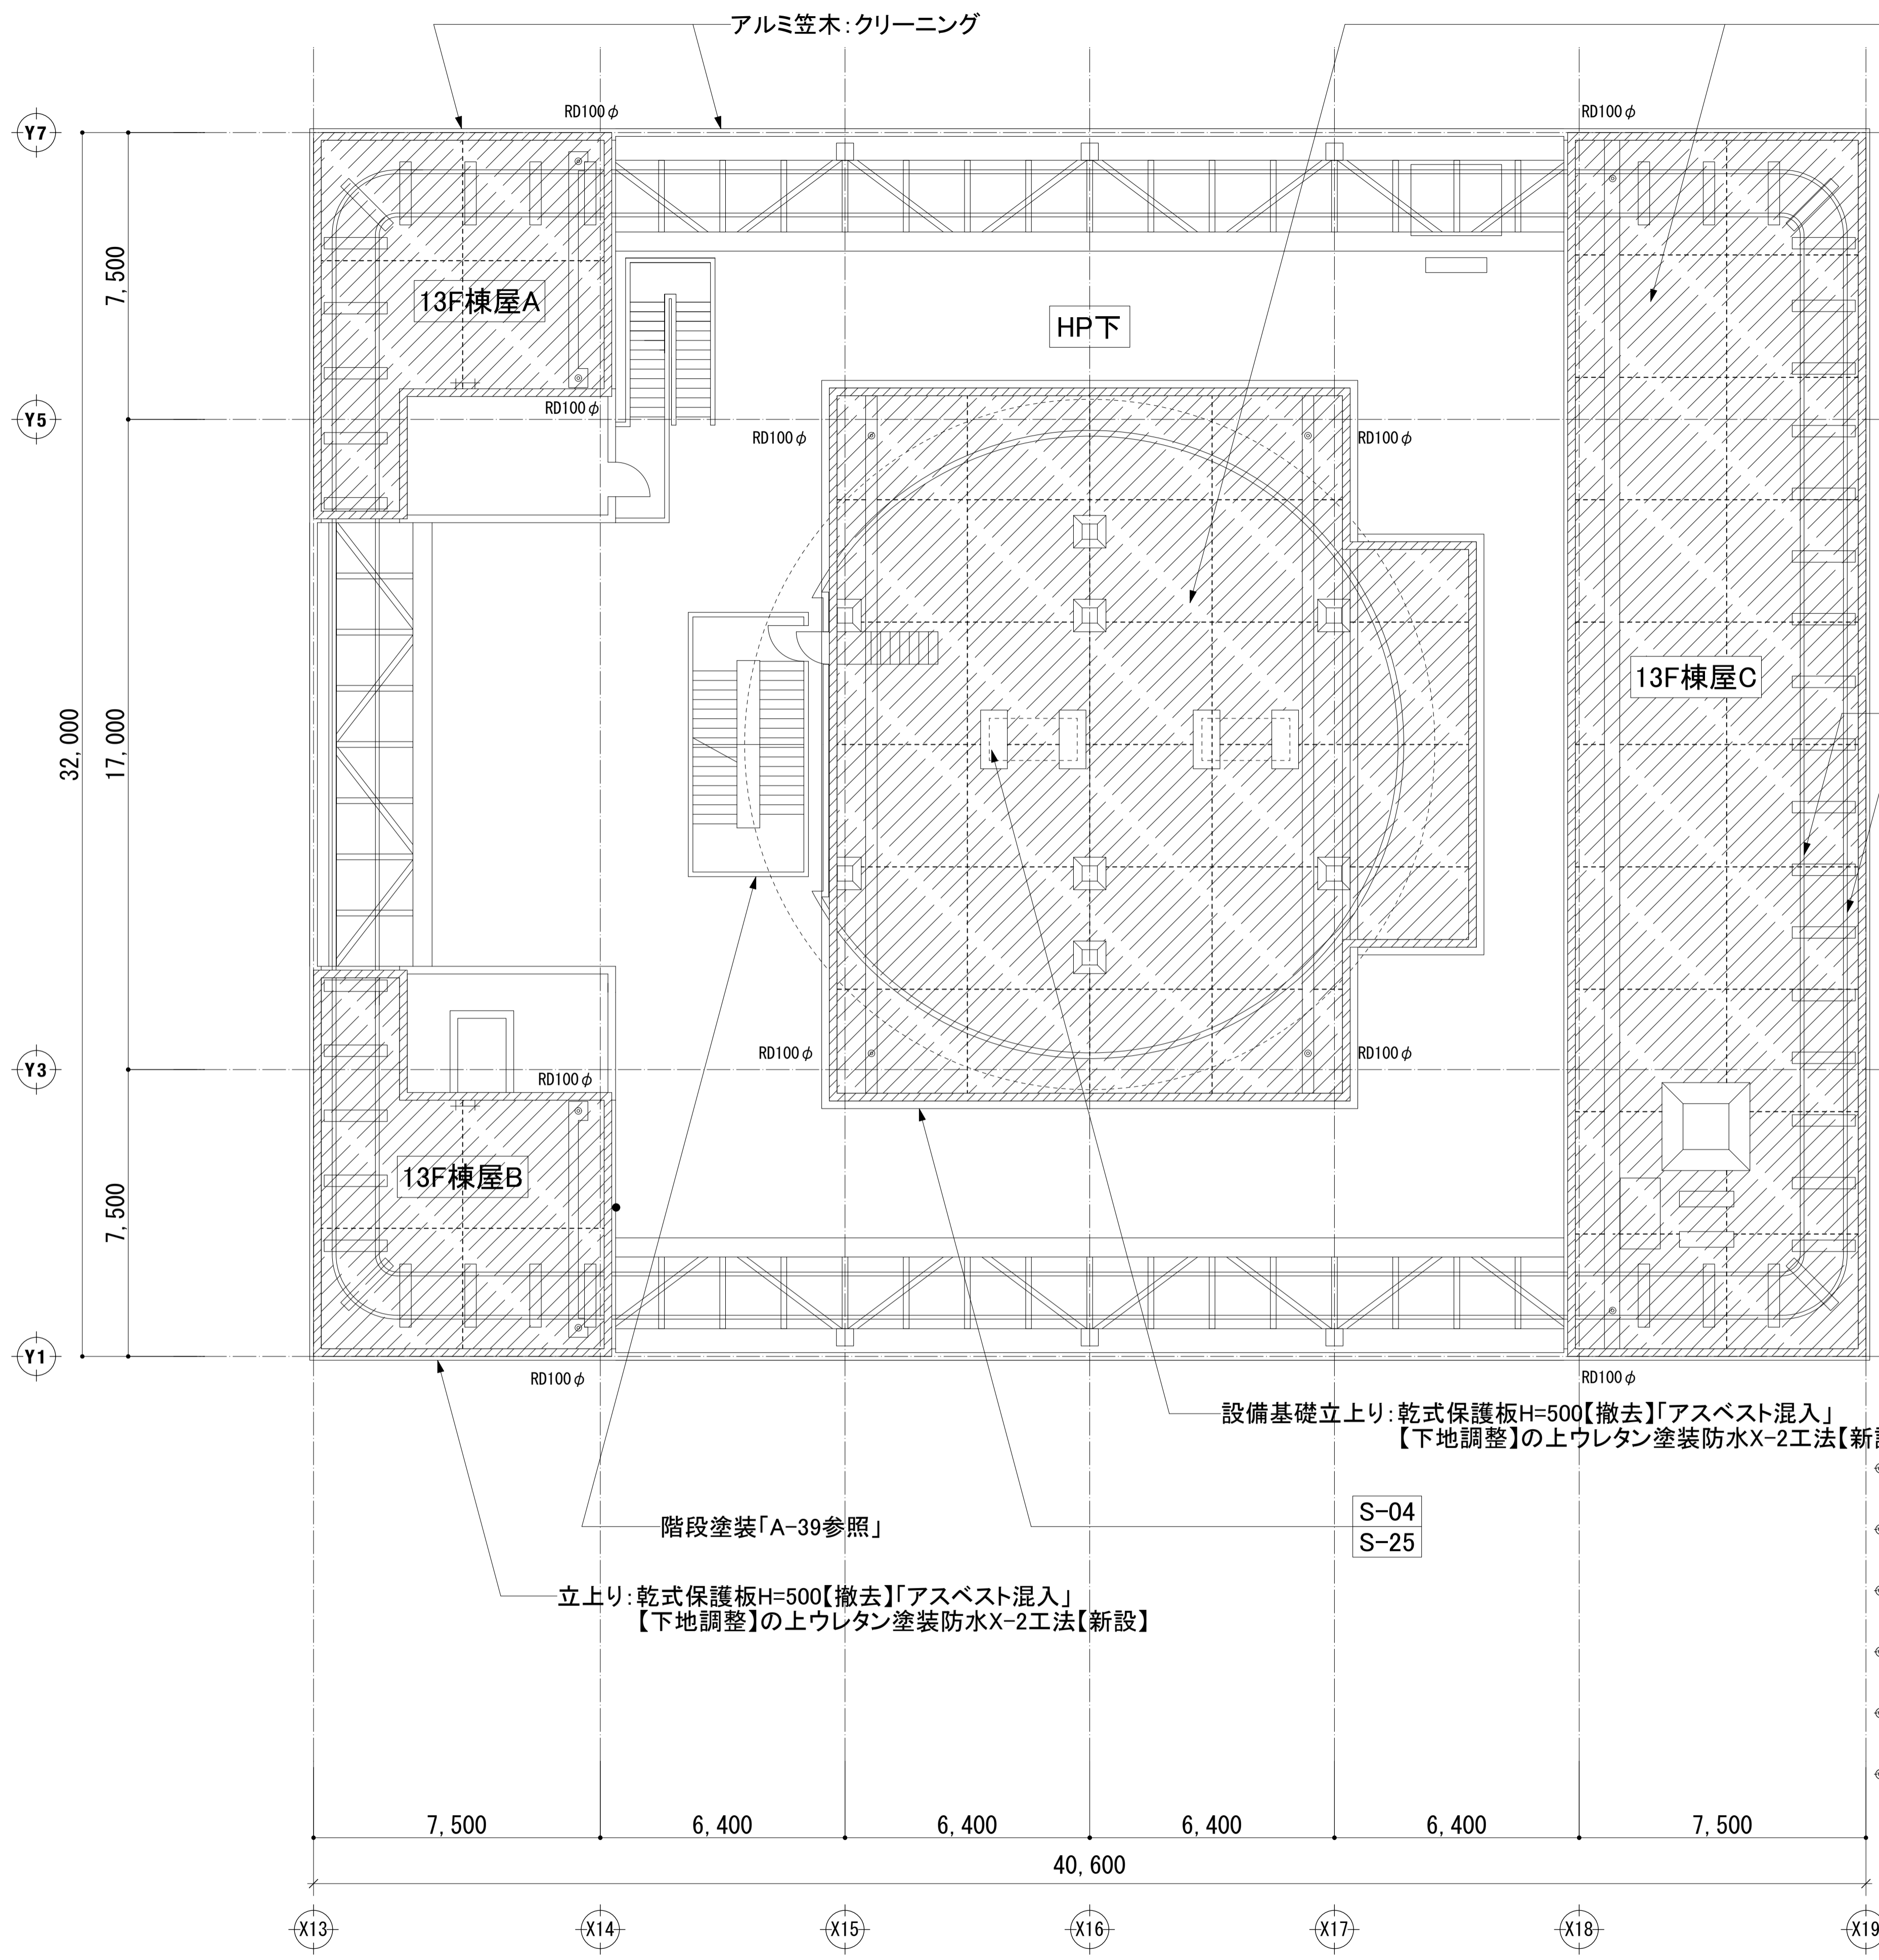 アルミ笠木:クリーニング
RD100φ
RD100φ
Y7
7,500
13F棟屋A
HP下
RD100φ
Y5
RD100φ
RD100φ
13F棟屋C
32,000
17,000
RD100φ
RD100φ
RD100φ
Y3
13F棟屋B
7,500
Y1
RD100φ
RD100φ
設備基礎立上り:乾式保護板H=500【撤去】「アスベスト混入」
【下地調整】の上ウレタン塗装防水X-2工法【新
S-04
S-25
階段塗装「A-39参照」
立上り:乾式保護板H=500【撤去】「アスベスト混入」
【下地調整】の上ウレタン塗装防水X-2工法【新設】
7,500
6,400
6,400
6,400
6,400
7,500
40,600
X13
X14
X15
X16
X17
X18
X19